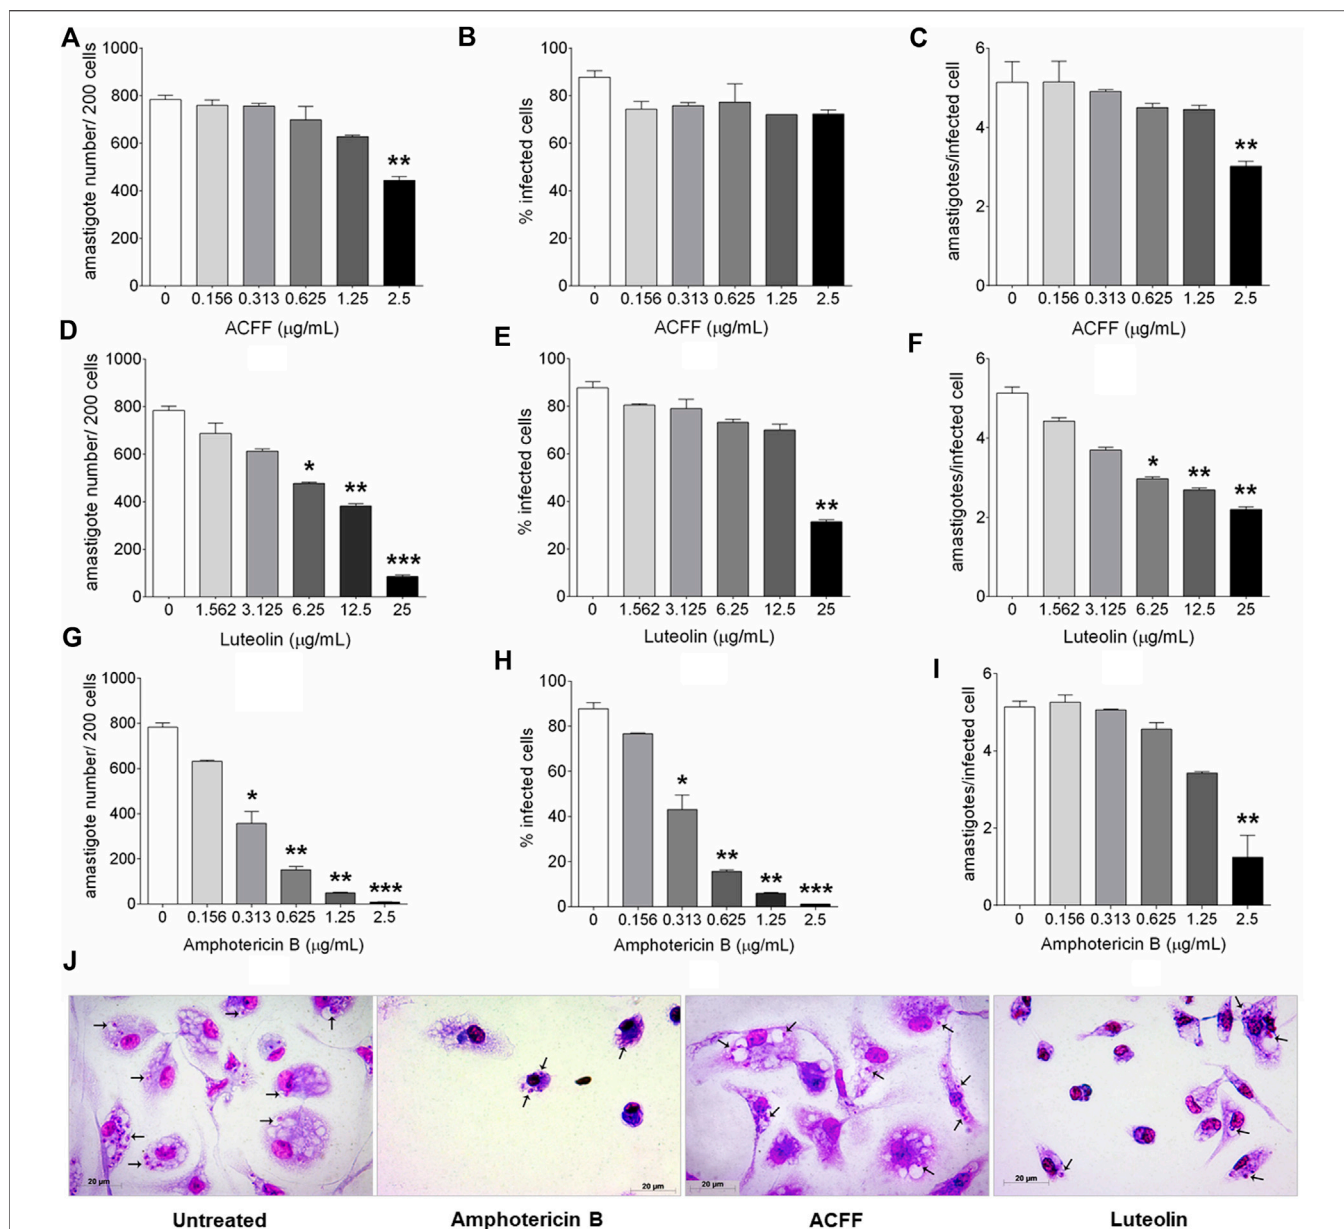 A
amastigote number/ 200 cells
1000
800
600
400
200
0
**
0 0.156 0.313 0.625 1.25 2.5
ACFF (μg/mL)
B
% infected cells
100
80
60
40
20
0
0 0.156 0.313 0.625 1.25 2.5
ACFF (μg/mL)
C
amastigotes/infected cell
6
4
2
0
**
0 0.156 0.313 0.625 1.25 2.5
ACFF (μg/mL)
D
amastigote number/ 200 cells
1000
800
600
400
200
0
* ** ***
0 1.562 3.125 6.25 12.5 25
Luteolin (μg/mL)
E
% infected cells
100
80
60
40
20
0
**
0 1.562 3.125 6.25 12.5 25
Luteolin (μg/mL)
F
amastigotes/infected cell
6
4
2
0
* ** **
0 1.562 3.125 6.25 12.5 25
Luteolin (μg/mL)
G
amastigote number/ 200 cells
1000
800
600
400
200
0
* ** ** ***
0 0.156 0.313 0.625 1.25 2.5
Amphotericin B (μg/mL)
H
% infected cells
100
80
60
40
20
0
* ** ** ***
0 0.156 0.313 0.625 1.25 2.5
Amphotericin B (μg/mL)
I
amastigotes/infected cell
6
4
2
0
**
0 0.156 0.313 0.625 1.25 2.5
Amphotericin B (μg/mL)
J
20 μm
20 μm
20 μm
20 μm
Untreated
Amphotericin B
ACFF
Luteolin